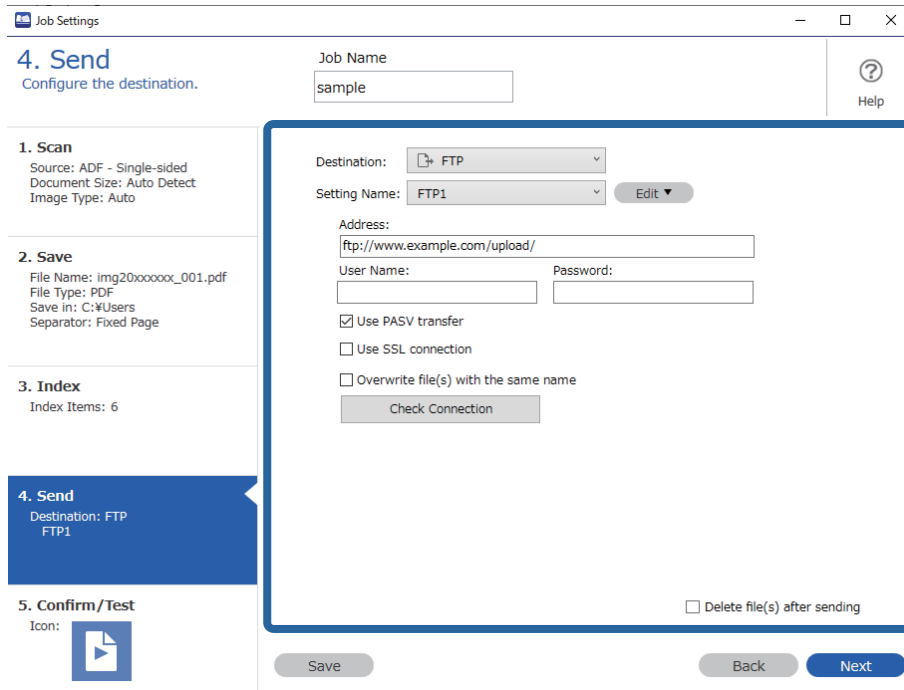 Job Settings
4. Send
Configure the destination.
Job Name
sample
Help
1. Scan
Source: ADF - Single-sided
Document Size: Auto Detect
Image Type: Auto
2. Save
File Name: img20xxxxxx_001.pdf
File Type: PDF
Save in: C:¥Users
Separator: Fixed Page
3. Index
Index Items: 6
4. Send
Destination: FTP
FTP1
5. Confirm/Test
Icon:
Destination: FTP
Setting Name: FTP1 Edit ▼
Address:
ftp://www.example.com/upload/
User Name: Password:
Use PASV transfer
Use SSL connection
Overwrite file(s) with the same name
Check Connection
Delete file(s) after sending
Save Back Next